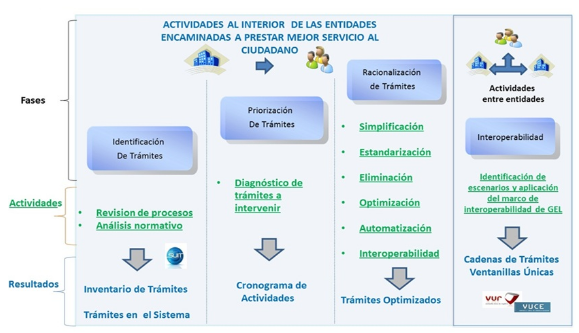 ACTIVIDADES AL INTERIOR DE LAS ENTIDADES
ENCAMINADAS A PRESTAR MEJOR SERVICIO AL
CIUDADANO
Actividades
entre entidades
Fases
Identificación
De Trámites
Priorización
De Trámites
Racionalización
de Trámites
Interoperabilidad
Actividades
• Revision de procesos
• Análisis normativo
• Diagnóstico de
trámites a
intervenir
• Simplificación
• Estandarización
• Eliminación
• Optimización
• Automatización
• Interoperabilidad
Identificación de
escenarios y aplicación
del marco de
interoperabilidad de GEL
Resultados
suit
Inventario de Trámites
Trámites en el Sistema
Cronograma de
Actividades
Trámites Optimizados
Cadenas de Trámites
Ventanillas Únicas
vur
VUCE